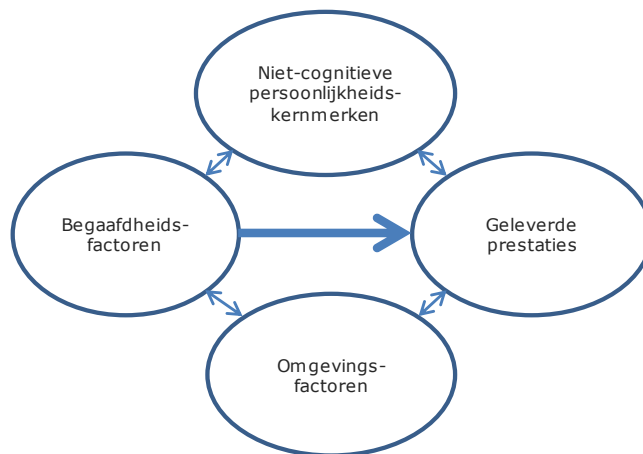 Niet-cognitieve
persoonlijkheids-
kernmerken
Begaafdheids-
factoren
Geleverde
prestaties
Omgevings-
factoren